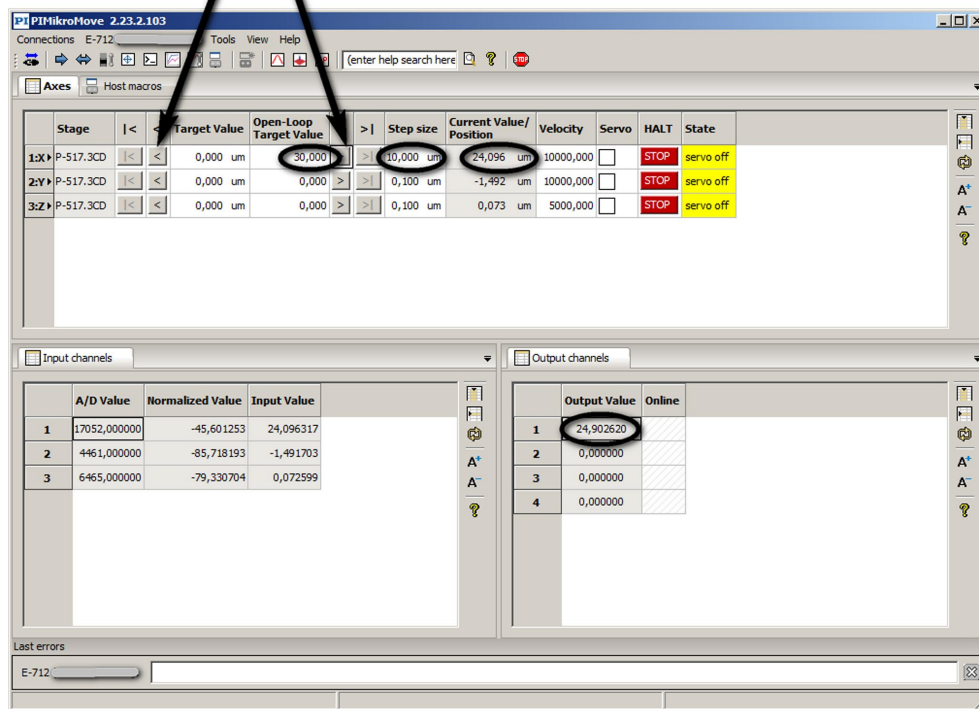 PI PIMikroMove 2.23.2.103
Connections E-712 Tools View Help
(enter help search here STOP
Axes Host macros
Stage |< < Target Value Open-Loop Target Value >| Step size Current Value/ Position Velocity Servo HALT State
1:X P-517.3CD |< < 0,000 um 30,000 >| 10,000 um 24,096 um 10000,000 STOP servo off
2:Y P-517.3CD |< < 0,000 um 0,000 > >| 0,100 um -1,492 um 10000,000 STOP servo off
3:Z P-517.3CD |< < 0,000 um 0,000 > >| 0,100 um 0,073 um 5000,000 STOP servo off
A+
A-
?
Input channels
A/D Value Normalized Value Input Value
1 17052,000000 -45,601253 24,096317
2 4461,000000 -85,718193 -1,491703
3 6465,000000 -79,330704 0,072599
A+
A-
?
Output channels
Output Value Online
1 24,902620
2 0,000000
3 0,000000
4 0,000000
A+
A-
?
Last errors
E-712